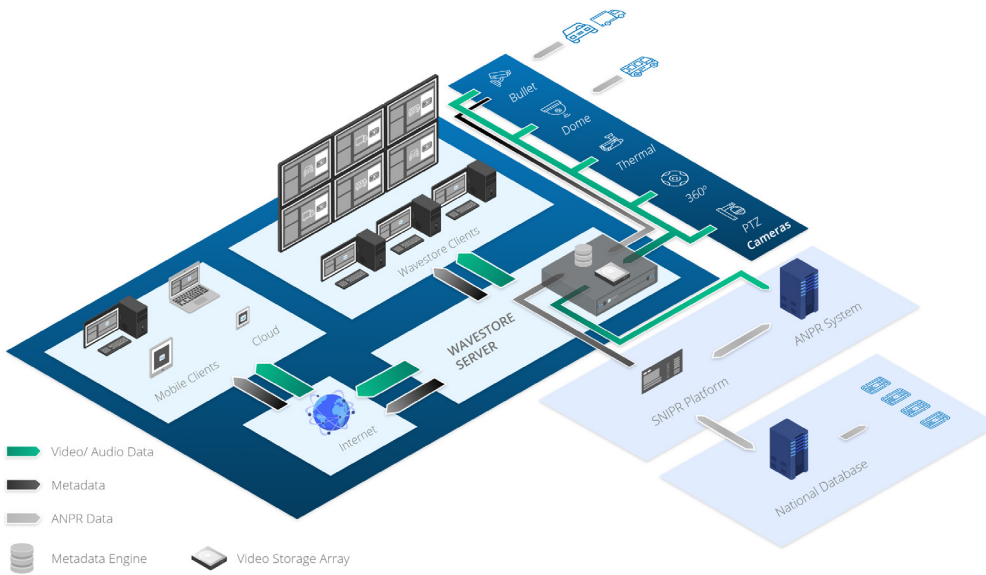 Bullet
Dome
Thermal
360º
PTZ
Cameras
Wavestore Clients
WAVESTORE
SERVER
ANPR System
SNIPR Platform
National Database
Cloud
Mobile Clients
Internet
Video/ Audio Data
Metadata
ANPR Data
Metadata Engine
Video Storage Array